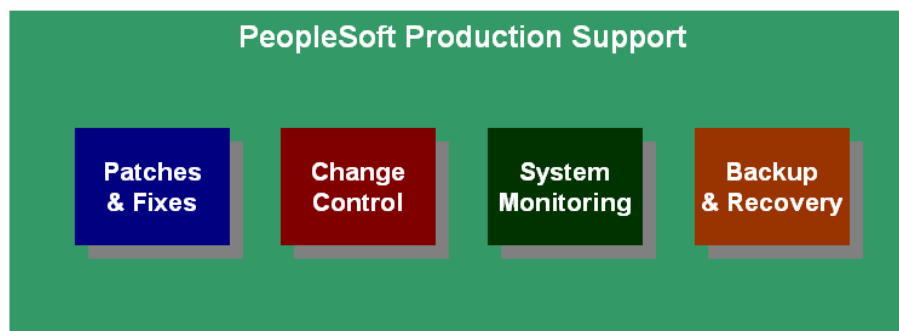 PeopleSoft Production Support
Patches
& Fixes
Change
Control
System
Monitoring
Backup
& Recovery